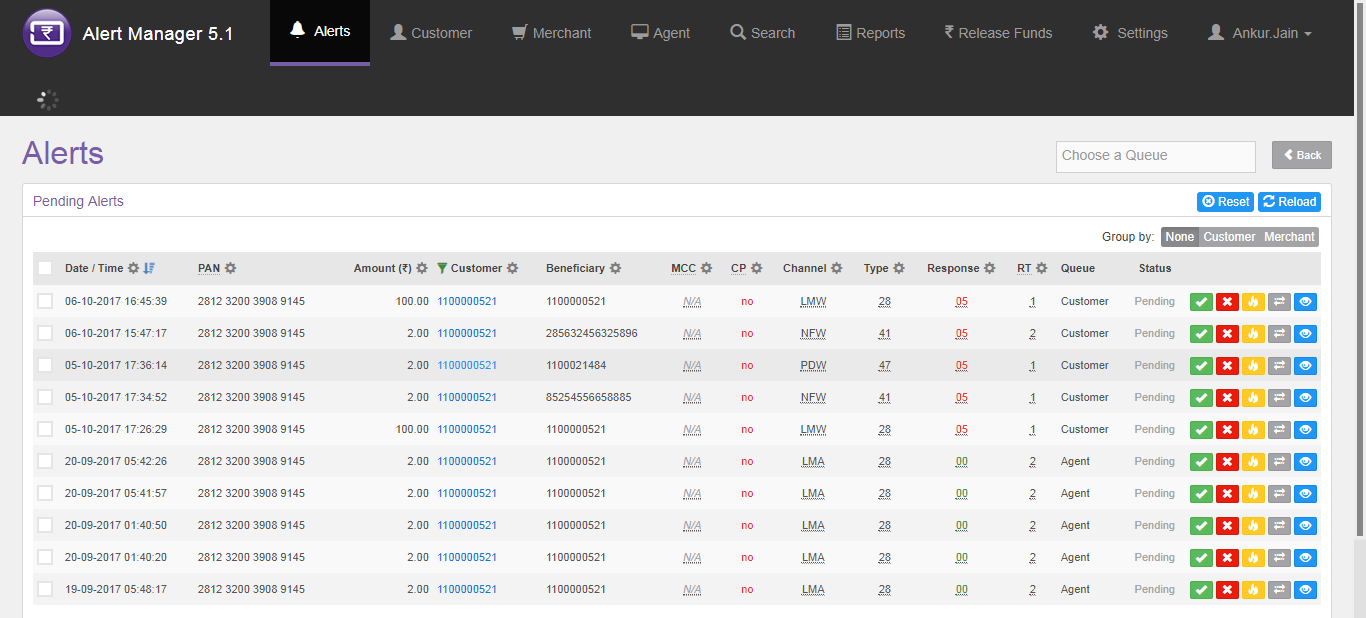 Alert Manager 5.1 Alerts Customer Merchant Agent Search Reports ₹ Release Funds Settings Ankur.Jain
Alerts Choose a Queue Back
Pending Alerts Reset Reload
Group by: None Customer Merchant
Date / Time PAN Amount (₹) Customer Beneficiary MCC CP Channel Type Response RT Queue Status
06-10-2017 16:45:39 2812 3200 3908 9145 100.00 1100000521 1100000521 N/A no LMW 28 05 1 Customer Pending
06-10-2017 15:47:17 2812 3200 3908 9145 2.00 1100000521 285632456325896 N/A no NFW 41 05 2 Customer Pending
05-10-2017 17:36:14 2812 3200 3908 9145 2.00 1100000521 1100021484 N/A no PDW 47 05 1 Customer Pending
05-10-2017 17:34:52 2812 3200 3908 9145 2.00 1100000521 85254556658885 N/A no NFW 41 05 1 Customer Pending
05-10-2017 17:26:29 2812 3200 3908 9145 100.00 1100000521 1100000521 N/A no LMW 28 05 1 Customer Pending
20-09-2017 05:42:26 2812 3200 3908 9145 2.00 1100000521 1100000521 N/A no LMA 28 00 2 Agent Pending
20-09-2017 05:41:57 2812 3200 3908 9145 2.00 1100000521 1100000521 N/A no LMA 28 00 2 Agent Pending
20-09-2017 01:40:50 2812 3200 3908 9145 2.00 1100000521 1100000521 N/A no LMA 28 00 2 Agent Pending
20-09-2017 01:40:20 2812 3200 3908 9145 2.00 1100000521 1100000521 N/A no LMA 28 00 2 Agent Pending
19-09-2017 05:48:17 2812 3200 3908 9145 2.00 1100000521 1100000521 N/A no LMA 28 00 2 Agent Pending